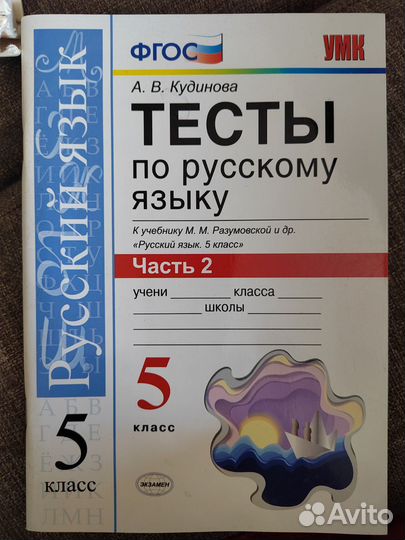 ФГОС
УМК
А. В. Кудинова
ТЕСТЫ
по русскому
языку
К учебнику М. М. Разумовской и др.
«Русский язык. 5 класс»
Часть 2
учени класса
школы
5
класс
ЭКЗАМЕН
Русский язык
5
класс
Avito